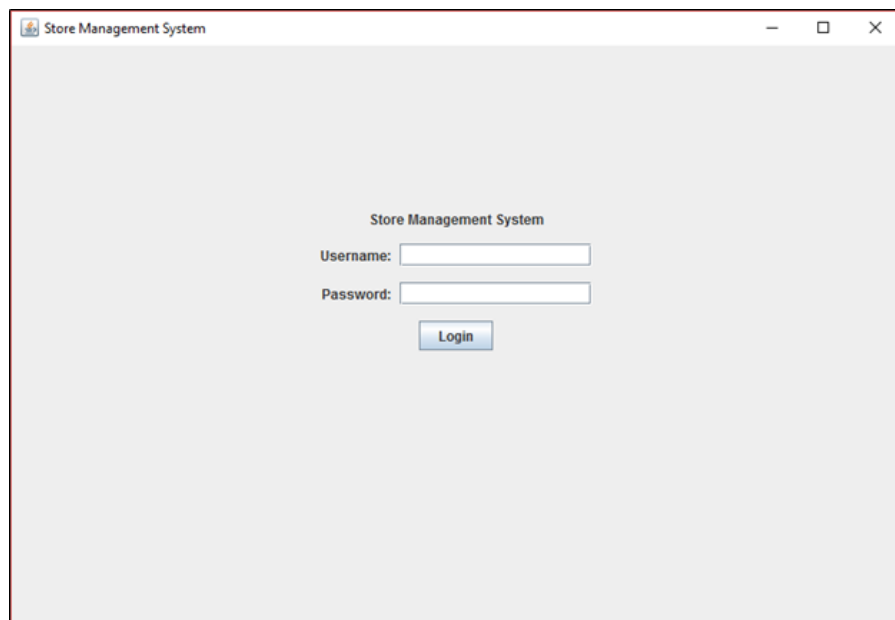 Store Management System
Store Management System
Username:
Password:
Login